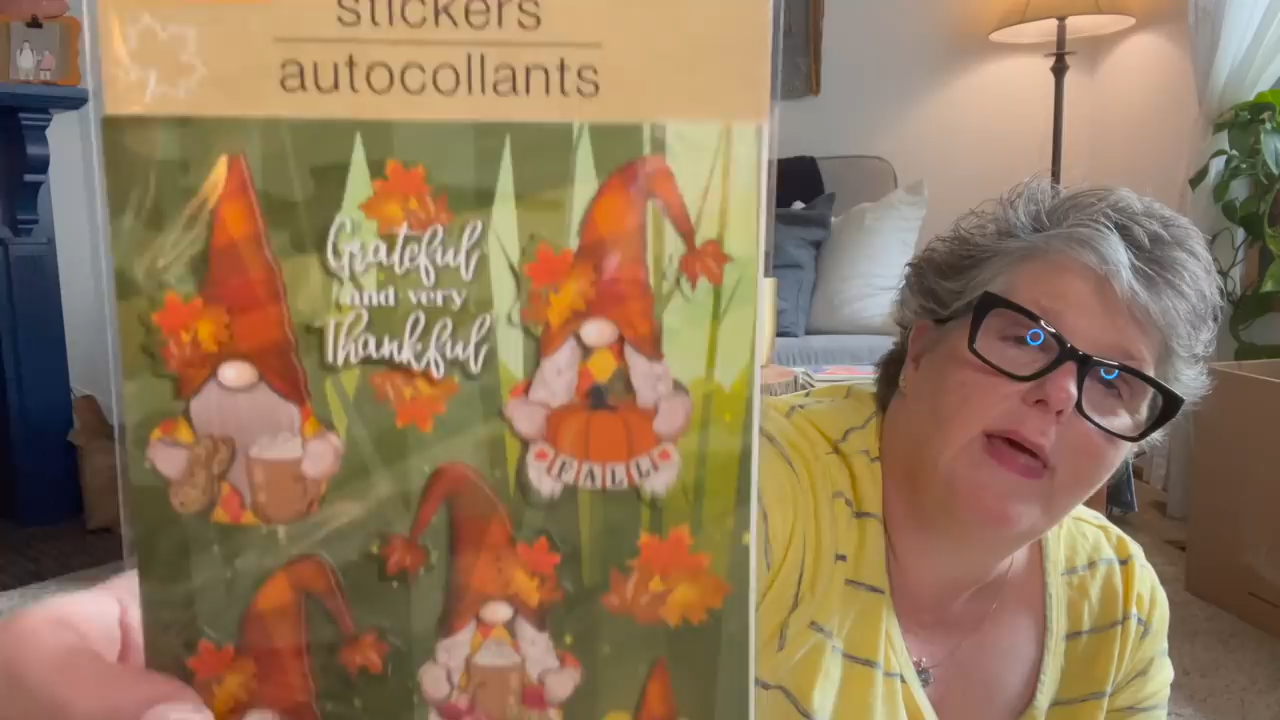 stickers
autocollants
Grateful
and very
Thankful
FALL